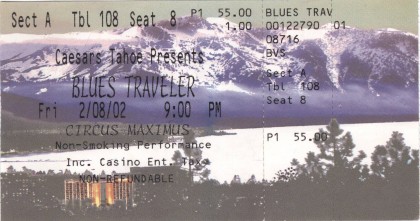 Sect A Tbl 108 Seat 8 P1 55.00
1.00
Caesars Tahoe Presents
BLUES TRAVELER
Fri 2/08/02 9:00 PM
CIRCUS MAXIMUS
Non-Smoking Performance
Inc. Casino Ent. Tax
NON-REFUNDABLE
BLUES TRAV
00122790 01
08716
BVS
Sect A
Tbl 108
Seat 8
P1 55.00